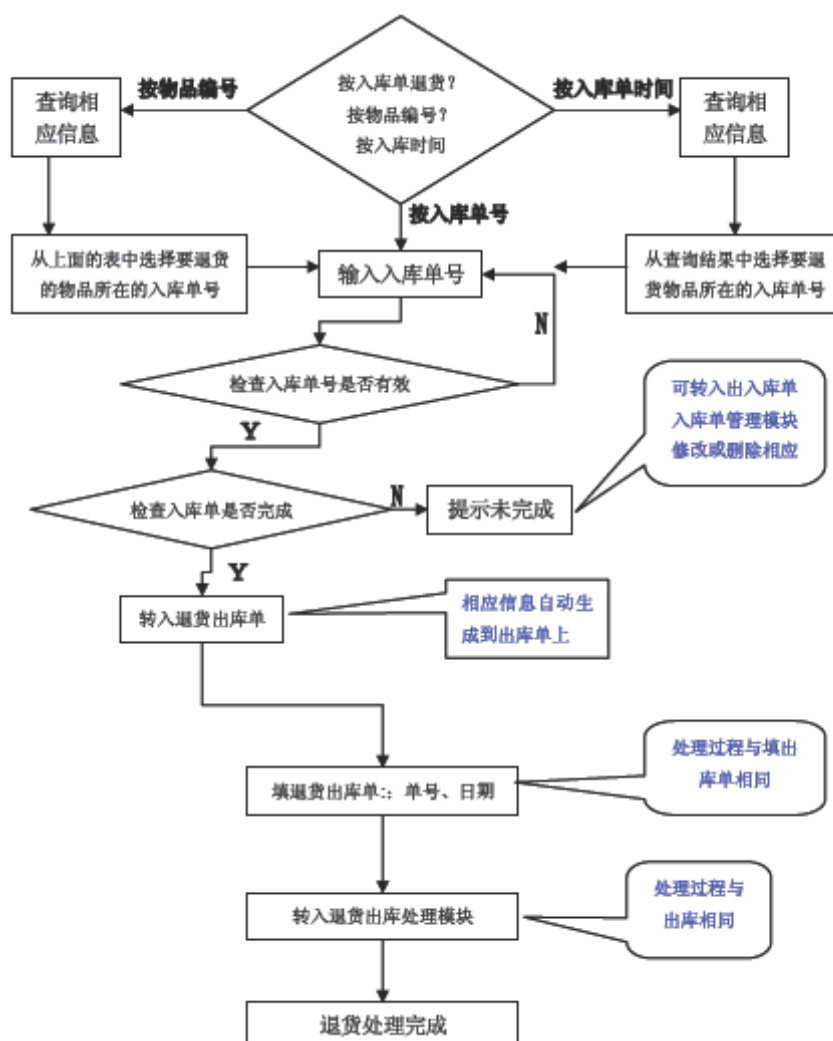 按入库单退货？
按物品编号？
按入库时间
按物品编号
按入库单时间
查询相
应信息
查询相
应信息
按入库单号
从上面的表中选择要退货
的物品所在的入库单号
输入入库单号
从查询结果中选择要退
货物品所在的入库单号
N
检查入库单号是否有效
可转入出入库单
入库单管理模块
修改或删除相应
Y
检查入库单是否完成
N
提示未完成
Y
转入退货出库单
相应信息自动生
成到出库单上
处理过程与填出
库单相同
填退货出库单:；单号、日期
处理过程与
出库相同
转入退货出库处理模块
退货处理完成